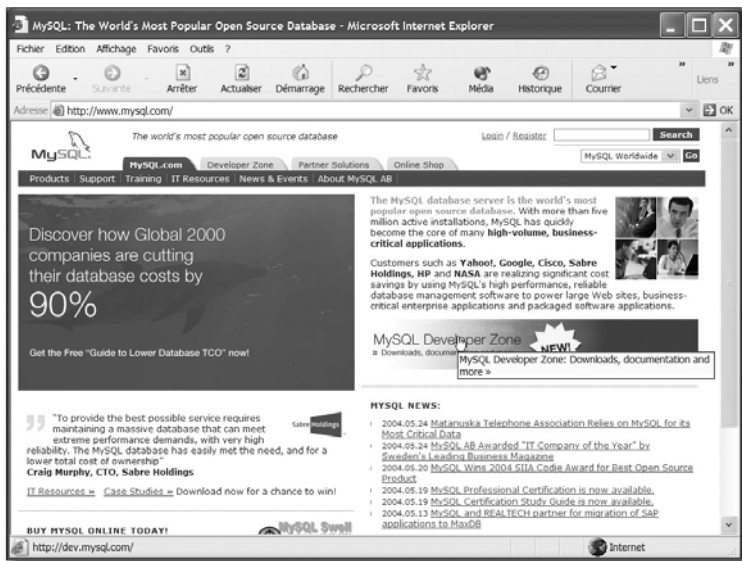 MySQL: The World's Most Popular Open Source Database - Microsoft Internet Explorer
Fichier Edition Affichage Favoris Outils ?
Précédente Suivante Arrêter Actualiser Démarrage Rechercher Favoris Média Historique Courrier Liens
Adresse http://www.mysql.com/ OK
The world's most popular open source database
Login / Register Search
MySQL
MySQL.com Developer Zone Partner Solutions Online Shop
MySQL Worldwide Go
Products Support Training IT Resources News & Events About MySQL AB
Discover how Global 2000
companies are cutting
their database costs by
90%
Get the Free "Guide to Lower Database TCO" now!
The MySQL database server is the world's most
popular open source database. With more than five
million active installations, MySQL has quickly
become the core of many high-volume, business-
critical applications.
Customers such as Yahoo!, Google, Cisco, Sabre
Holdings, HP and NASA are realizing significant cost
savings by using MySQL's high performance, reliable
database management software to power large Web sites, business-
critical enterprise applications and packaged software applications.
MySQL Developer Zone
Downloads, docum
NEW!
MySQL Developer Zone: Downloads, documentation and
more »
"To provide the best possible service requires
maintaining a massive database that can meet
extreme performance demands, with very high
reliability. The MySQL database has easily met the need, and for a
lower total cost of ownership"
Craig Murphy, CTO, Sabre Holdings
Sabre Holdings
IT Resources » Case Studies » Download now for a chance to win!
BUY MYSQL ONLINE TODAY!
MySQL Swell
MYSQL NEWS:
2004.05.24 Matanuska Telephone Association Relies on MySQL for its
Most Critical Data
2004.05.24 MySQL AB Awarded "IT Company of the Year" by
Sweden's Leading Business Magazine
2004.05.20 MySQL Wins 2004 SIIA Codie Award for Best Open Source
Product
2004.05.19 MySQL Professional Certification is now available.
2004.05.19 MySQL Certification Study Guide is now available.
2004.05.13 MySQL and REALTECH partner for migration of SAP
applications to MaxDB
http://dev.mysql.com/ Internet